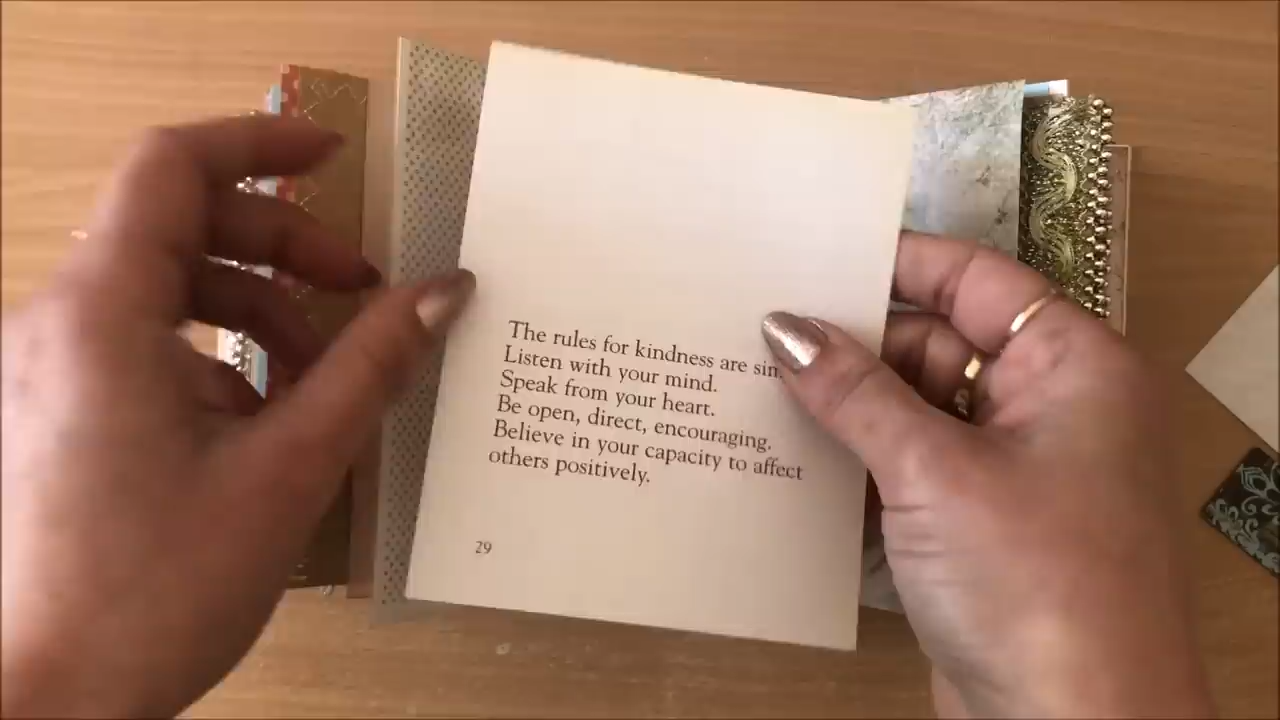 The rules for kindness are
Listen with your mind.
Speak from your heart.
Be open, direct, encouraging.
Believe in your capacity to affect
others positively.
29